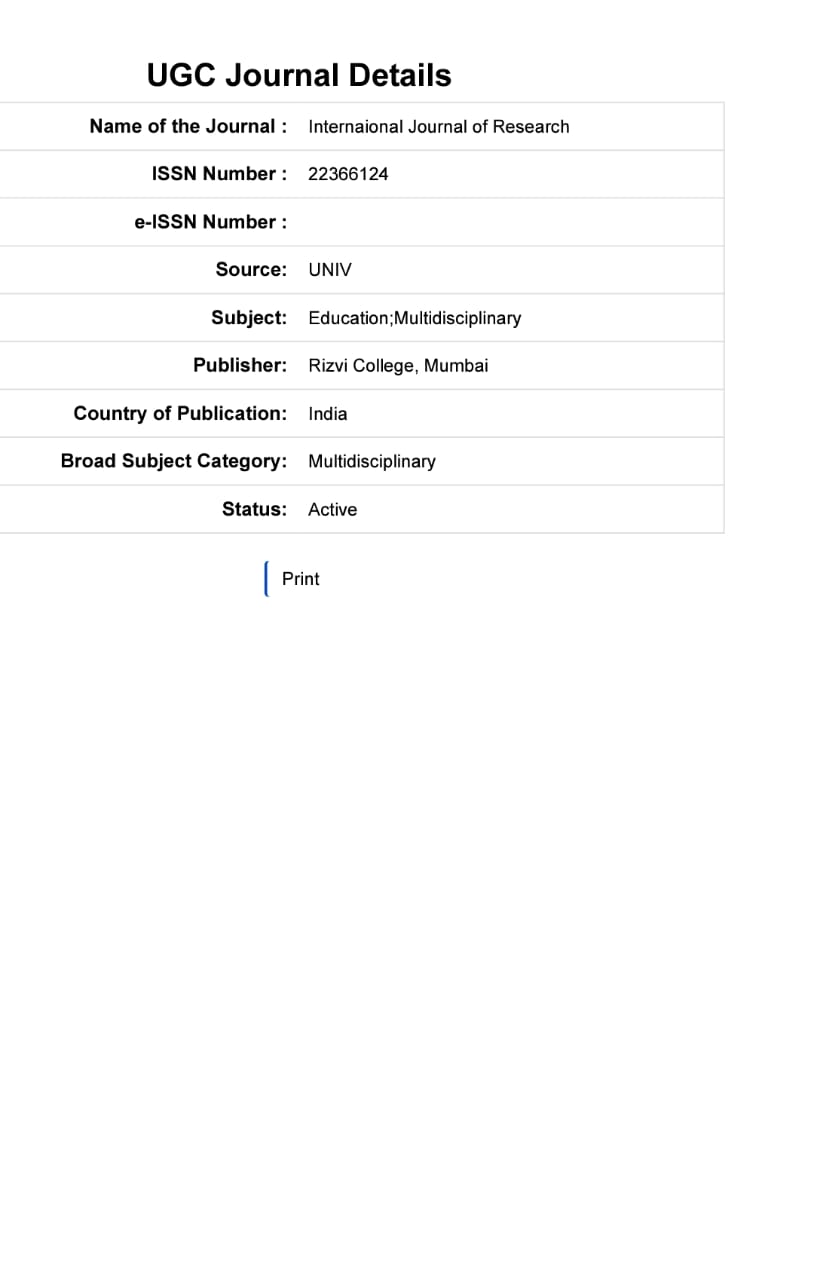 UGC Journal Details
Name of the Journal : Internaional Journal of Research
ISSN Number : 22366124
e-ISSN Number :
Source: UNIV
Subject: Education;Multidisciplinary
Publisher: Rizvi College, Mumbai
Country of Publication: India
Broad Subject Category: Multidisciplinary
Status: Active
Print